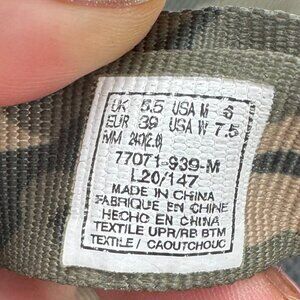 UK 5.5 USA M 6
EUR 39 USA W 7.5
MM 240(2.0)
77071-939-M
L20/147
MADE IN CHINA
FABRIQUE EN CHINE
HECHO EN CHINA
TEXTILE UPR/RB BTM
TEXTILE / CAOUTCHOUC